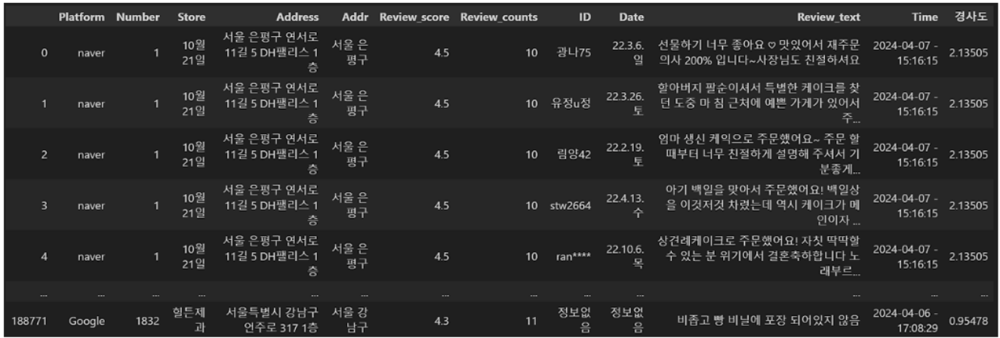 Platform Number Store Address Addr Review_score Review_counts ID Date Review_text Time 경사도
0 naver 1 10월 21일 서울 은평구 연서로 11길 5 DH팰리스 1층 서울 은평구 4.5 10 광나75 22.3.6.일 선물하기 너무 좋아요 ♡ 맛있어서 재주문 의사 200% 입니다~사장님도 친절하셔요 2024-04-07 - 15:16:15 2.13505
1 naver 1 10월 21일 서울 은평구 연서로 11길 5 DH팰리스 1층 서울 은평구 4.5 10 유정u정 22.3.26.토 할아버지 팔순이셔서 특별한 케이크를 찾던 도중 마 침 근처에 예쁜 가게가 있어서 주... 2024-04-07 - 15:16:15 2.13505
2 naver 1 10월 21일 서울 은평구 연서로 11길 5 DH팰리스 1층 서울 은평구 4.5 10 림양42 22.2.19.토 엄마 생신 케익으로 주문했어요~ 주문 할 때부터 너무 친절하게 설명해 주셔서 기분좋게... 2024-04-07 - 15:16:15 2.13505
3 naver 1 10월 21일 서울 은평구 연서로 11길 5 DH팰리스 1층 서울 은평구 4.5 10 stw2664 22.4.13.수 아기 백일을 맞아서 주문했어요! 백일상을 이것저것 차렸는데 역시 케이크가 메인이자 ... 2024-04-07 - 15:16:15 2.13505
4 naver 1 10월 21일 서울 은평구 연서로 11길 5 DH팰리스 1층 서울 은평구 4.5 10 ran**** 22.10.6.목 상견례케이크로 주문했어요! 자칫 딱딱할 수 있는 분 위기에서 결혼축하합니다 노래부르... 2024-04-07 - 15:16:15 2.13505
... ... ... ... ... ... ... ... ... ... ... ... ...
188771 Google 1832 힐튼제과 서울특별시 강남구 언주로 317 1층 서울 강남구 4.3 11 정보없음 정보없음 비좁고 빵 비닐에 포장 되어있지 않음 2024-04-06 - 17:08:29 0.95478